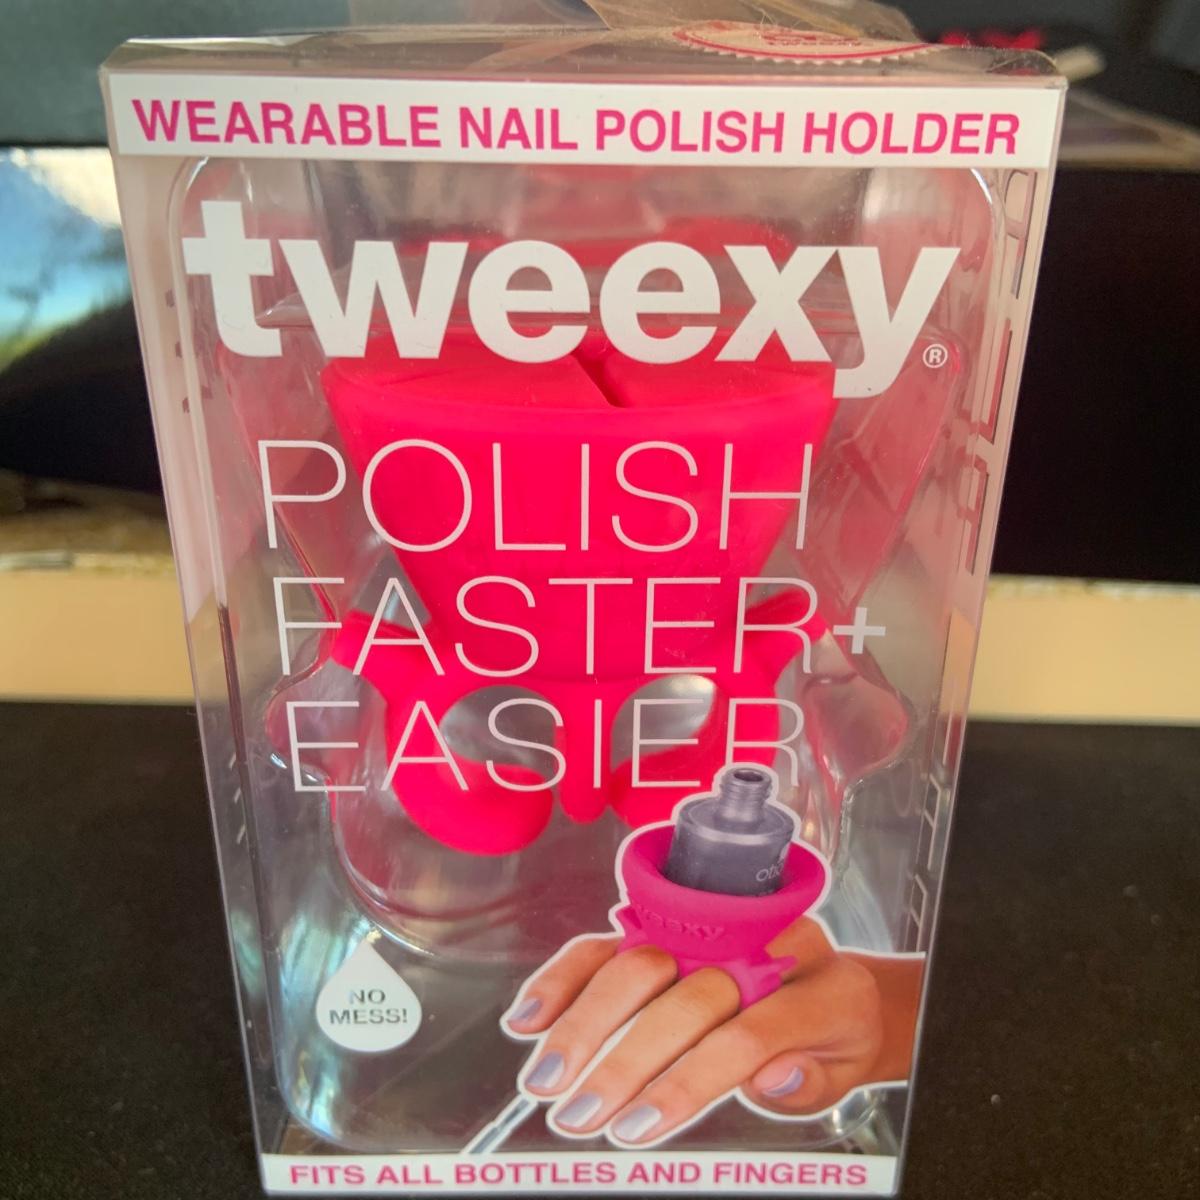 WEARABLE NAIL POLISH HOLDER
tweexy®
POLISH
FASTER+
EASIER
NO
MESS!
tweexy
FITS ALL BOTTLES AND FINGERS